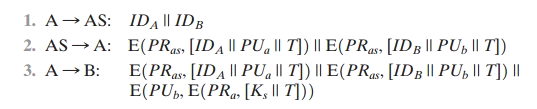 1. A → AS: ID_A || ID_B
2. AS → A: E(PR_as, [ID_A || PU_a || T]) || E(PR_as, [ID_B || PU_b || T])
3. A → B: E(PR_as, [ID_A || PU_a || T]) || E(PR_as, [ID_B || PU_b || T]) ||
E(PU_b, E(PR_a, [K_s || T]))